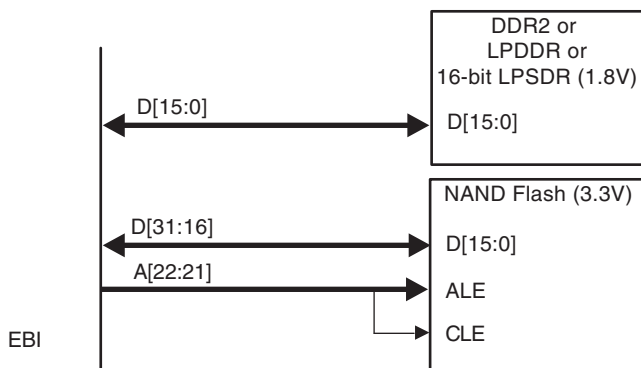 DDR2 or
LPDDR or
16-bit LPSDR (1.8V)
D[15:0]
D[15:0]
NAND Flash (3.3V)
D[31:16]
D[15:0]
A[22:21]
ALE
CLE
EBI